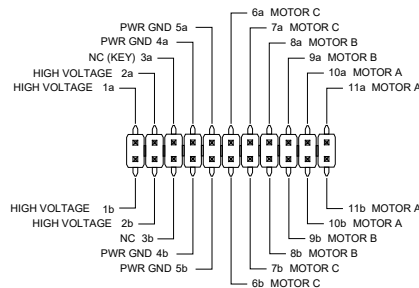 6a MOTOR C
PWR GND 5a 7a MOTOR C
PWR GND 4a 8a MOTOR B
NC (KEY) 3a 9a MOTOR B
HIGH VOLTAGE 2a 10a MOTOR A
HIGH VOLTAGE 1a 11a MOTOR A
HIGH VOLTAGE 1b 11b MOTOR A
HIGH VOLTAGE 2b 10b MOTOR A
NC 3b 9b MOTOR B
PWR GND 4b 8b MOTOR B
PWR GND 5b 7b MOTOR C
6b MOTOR C